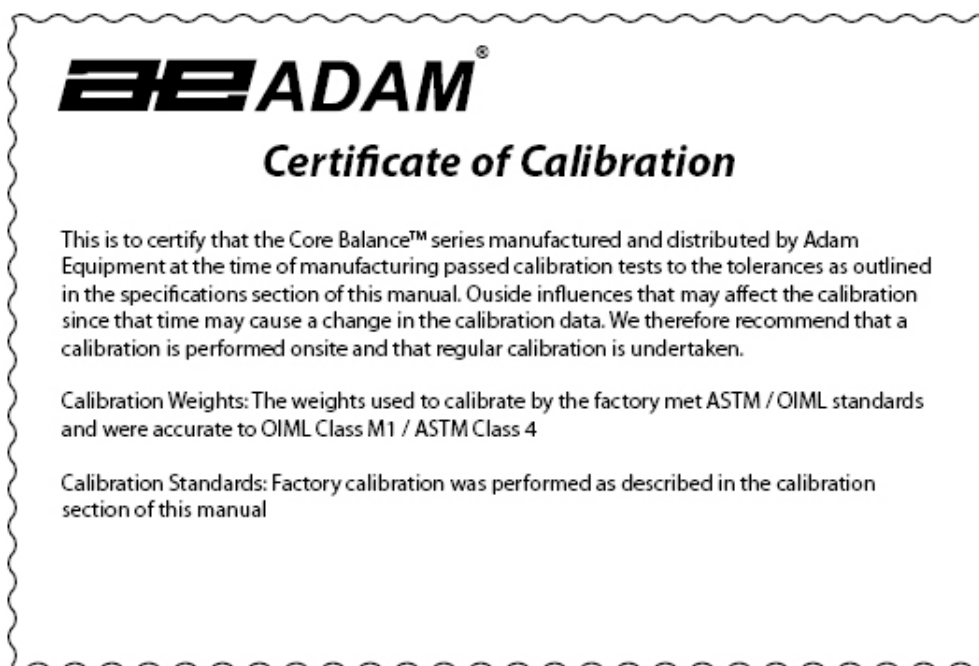 ae ADAM®
Certificate of Calibration
This is to certify that the Core Balance™ series manufactured and distributed by Adam
Equipment at the time of manufacturing passed calibration tests to the tolerances as outlined
in the specifications section of this manual. Ouside influences that may affect the calibration
since that time may cause a change in the calibration data. We therefore recommend that a
calibration is performed onsite and that regular calibration is undertaken.
Calibration Weights: The weights used to calibrate by the factory met ASTM / OIML standards
and were accurate to OIML Class M1 / ASTM Class 4
Calibration Standards: Factory calibration was performed as described in the calibration
section of this manual